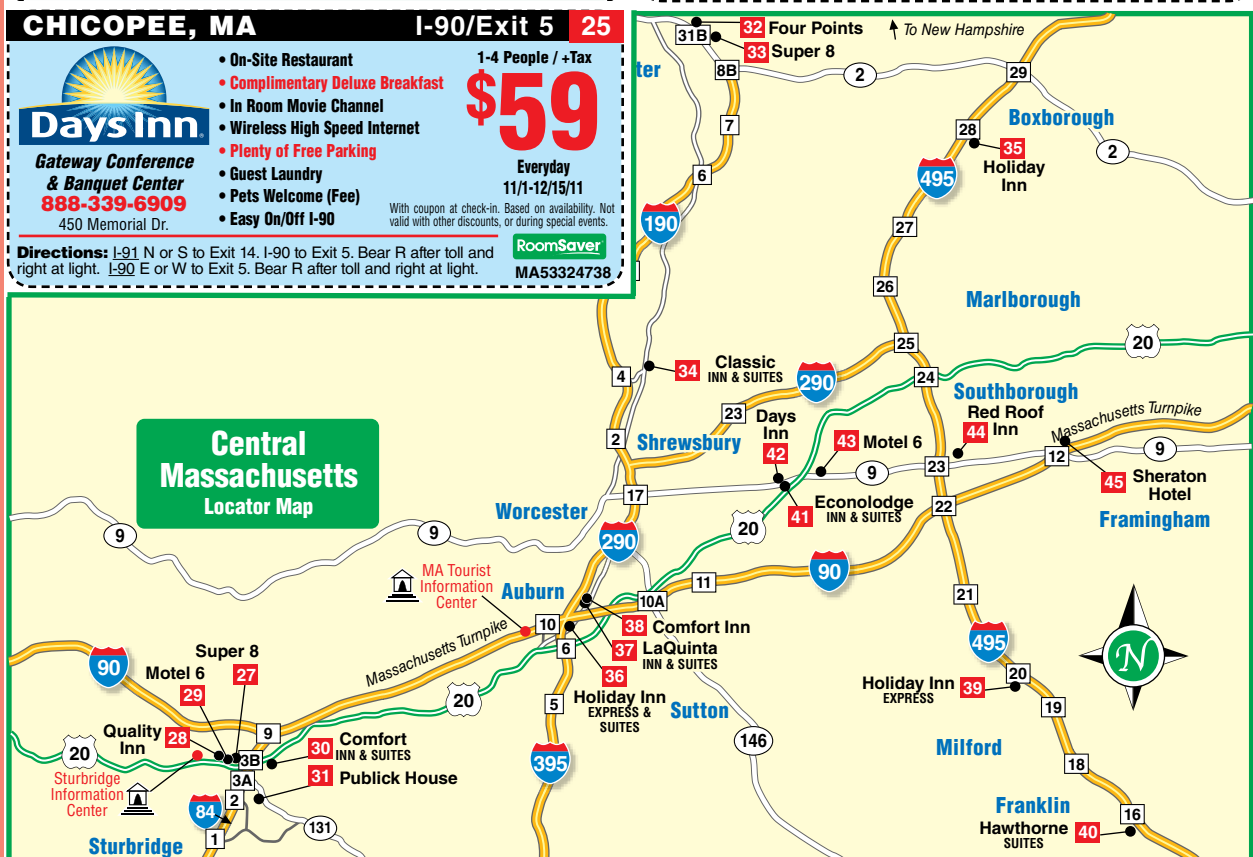 CHICOPEE, MA I-90/Exit 5 25
Days Inn
Gateway Conference
& Banquet Center
888-339-6909
450 Memorial Dr.
• On-Site Restaurant
• Complimentary Deluxe Breakfast
• In Room Movie Channel
• Wireless High Speed Internet
• Plenty of Free Parking
• Guest Laundry
• Pets Welcome (Fee)
• Easy On/Off I-90
1-4 People / +Tax
$59
Everyday
11/1-12/15/11
With coupon at check-in. Based on availability. Not
valid with other discounts, or during special events.
Directions: I-91 N or S to Exit 14. I-90 to Exit 5. Bear R after toll and
right at light. I-90 E or W to Exit 5. Bear R after toll and right at light.
RoomSaver
MA53324738
32 Four Points
31B
33 Super 8
To New Hampshire
ter
8B
2
29
7
Boxborough
28
35
Holiday
Inn
2
6
495
190
27
26
Marlborough
25
20
34 Classic
INN & SUITES
4
290
24
Southborough
23
Days
Inn
42
Red Roof
Inn
44
Massachusetts Turnpike
2
Shrewsbury
43 Motel 6
9
23
12
9
45 Sheraton
Hotel
Central
Massachusetts
Locator Map
17
Econolodge
INN & SUITES
41
22
Framingham
Worcester
20
9
9
290
90
MA Tourist
Information
Center
Auburn
11
10A
21
10
38 Comfort Inn
37 LaQuinta
INN & SUITES
36
Holiday Inn
EXPRESS &
SUITES
6
Massachusetts Turnpike
495
N
90
Super 8
27
Motel 6
29
20
5
20
Holiday Inn
EXPRESS
39
19
Sutton
Quality
Inn
28
9
30 Comfort
INN & SUITES
20
3B
146
Milford
31 Publick House
3A
395
18
Sturbridge
Information
Center
2
84
Franklin
16
Hawthorne
SUITES
40
131
1
Sturbridge